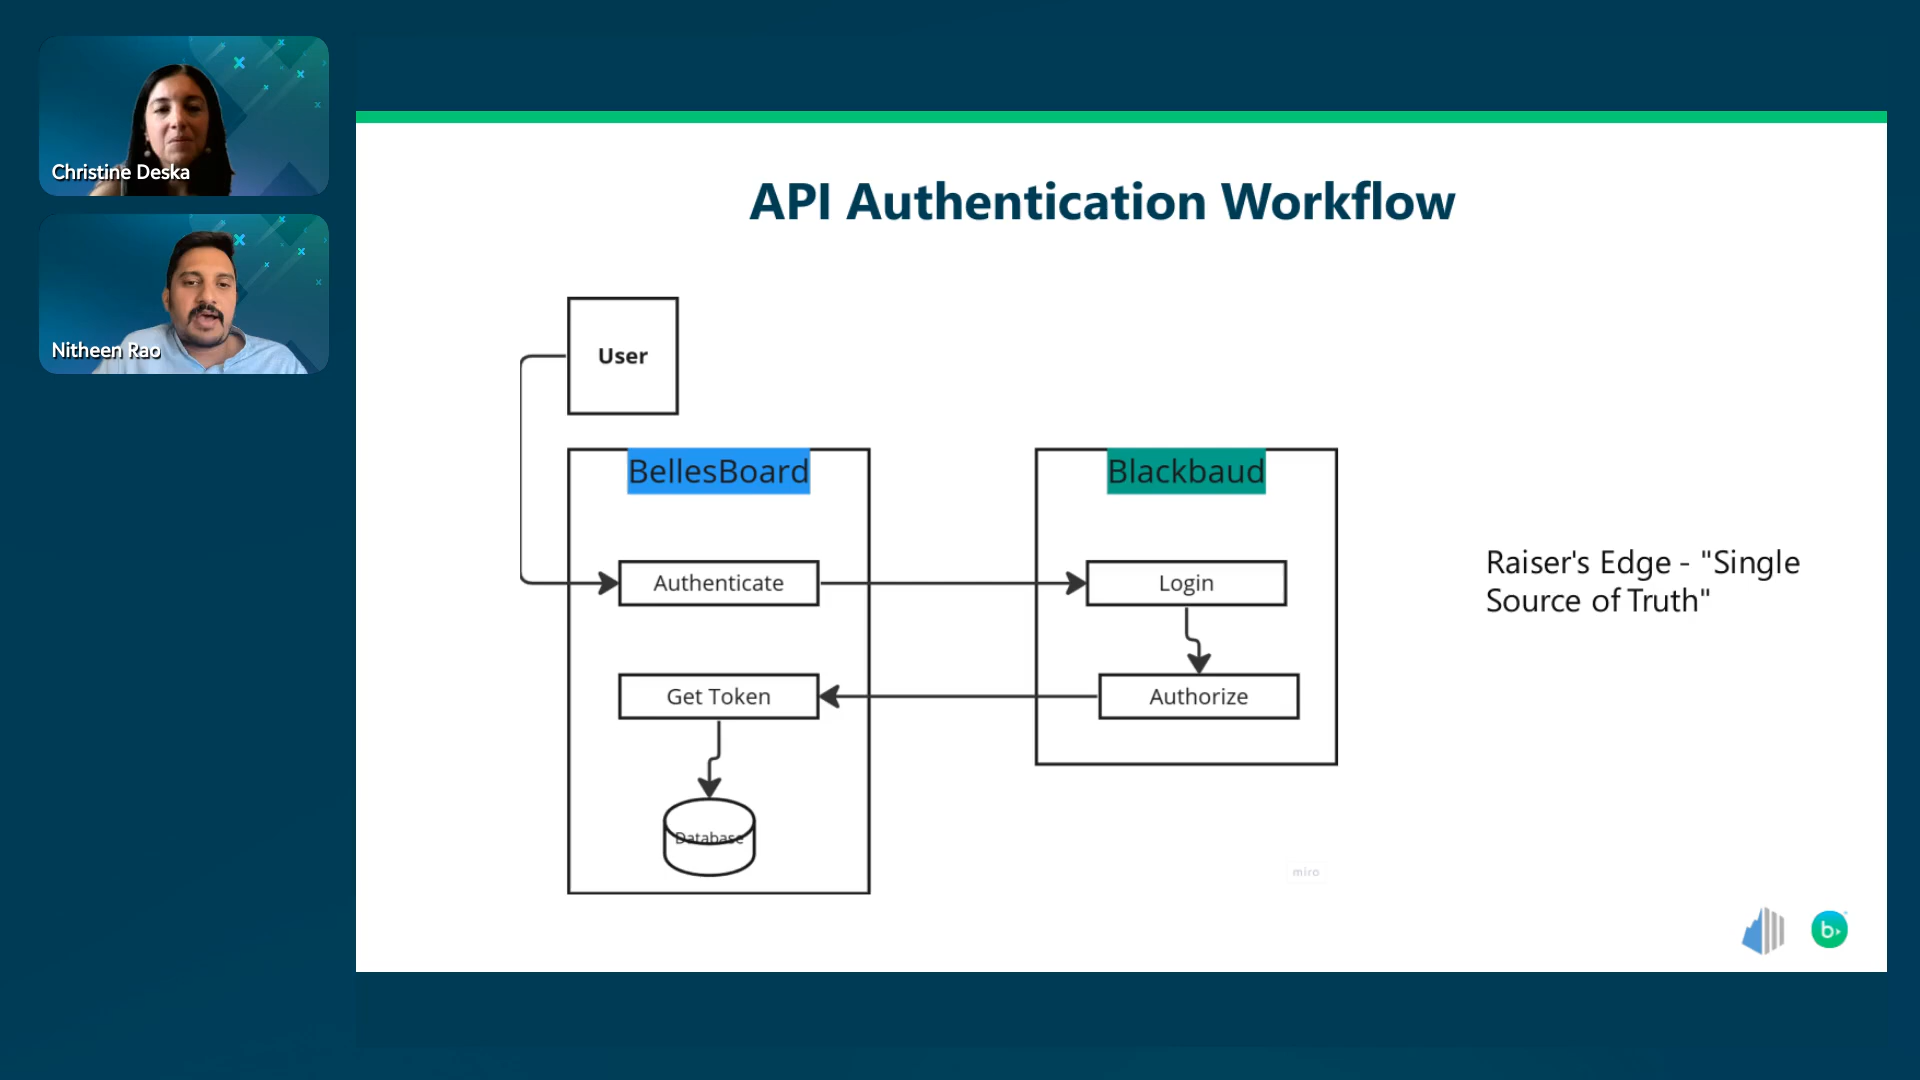 Christine Deska
Nitheen Rao
API Authentication Workflow
User
BellesBoard
Blackbaud
Authenticate
Login
Get Token
Authorize
Database
Raiser's Edge - "Single
Source of Truth"
miro
b